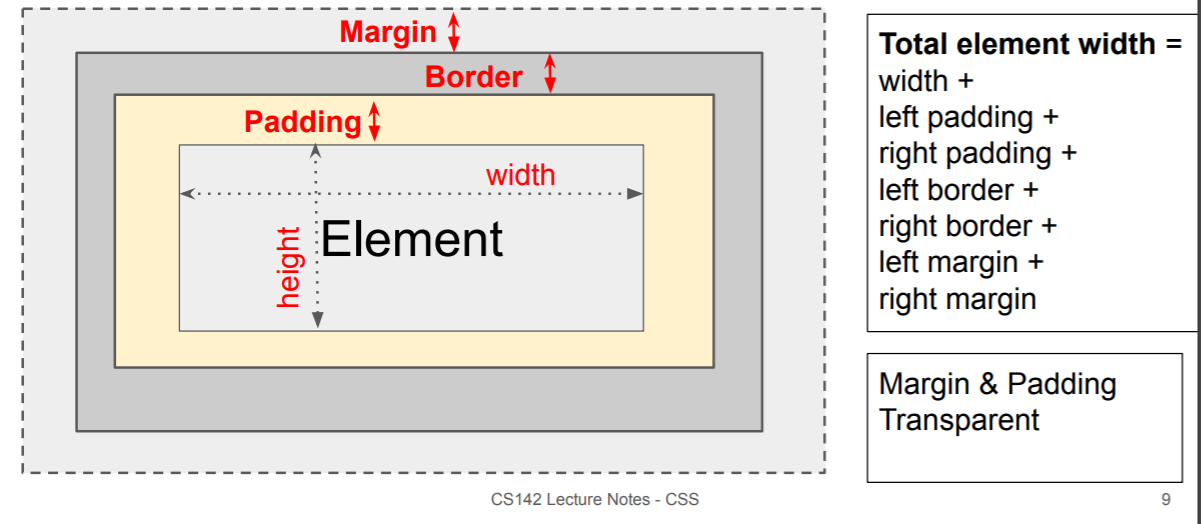 Margin
Border
Padding
width
height
Element
Total element width =
width +
left padding +
right padding +
left border +
right border +
left margin +
right margin
Margin & Padding
Transparent
CS142 Lecture Notes - CSS
9